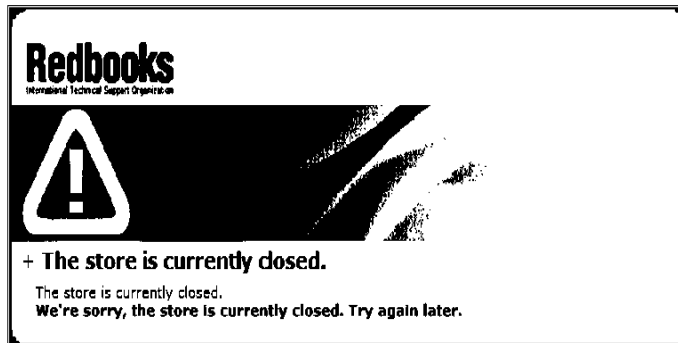 Redbooks
International Technical Support Organization
+ The store is currently closed.
The store is currently closed.
We're sorry, the store is currently closed. Try again later.